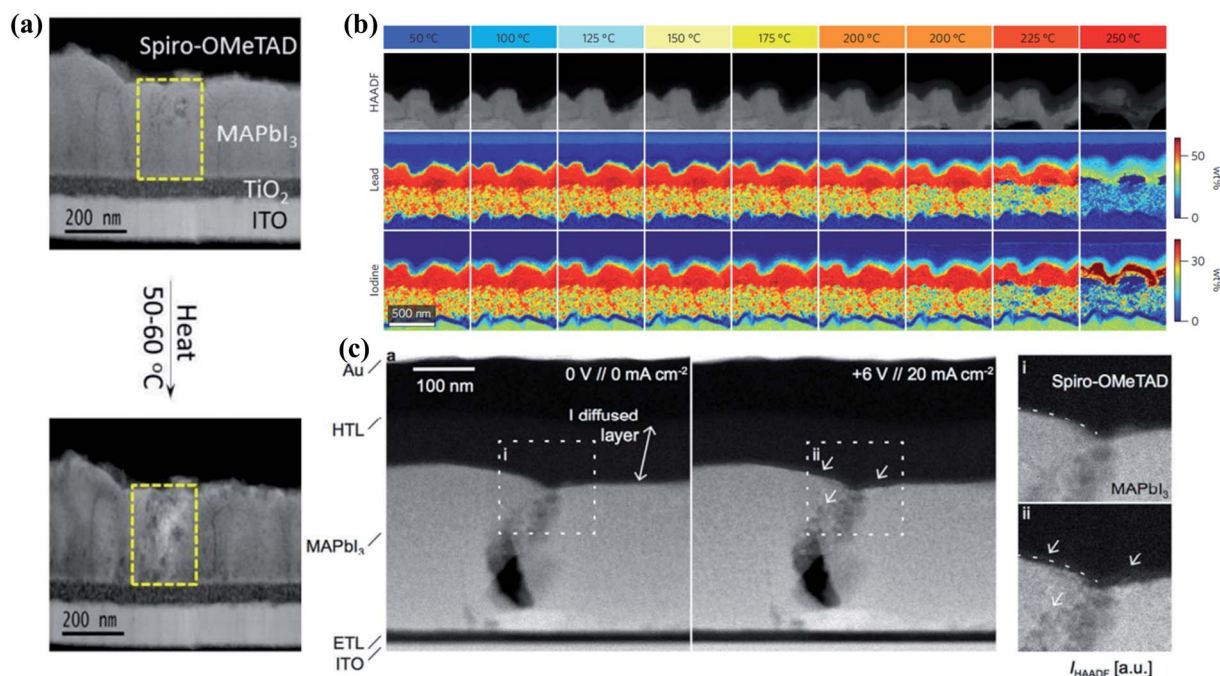 (a)
Spiro-OMeTAD
MAPbI₃
TiO₂
200 nm ITO
Heat
50-60 °C
200 nm
(b)
50 °C 100 °C 125 °C 150 °C 175 °C 200 °C 200 °C 225 °C 250 °C
HAADF
Lead
50
0
wt%
Iodine
30
0
wt%
500 nm
(c)
a
Au
HTL
MAPbI₃
ETL
ITO
100 nm
0 V // 0 mA cm⁻²
I diffused
layer
i
+6 V // 20 mA cm⁻²
ii
i
Spiro-OMeTAD
MAPbI₃
ii
I_HAADF [a.u.]